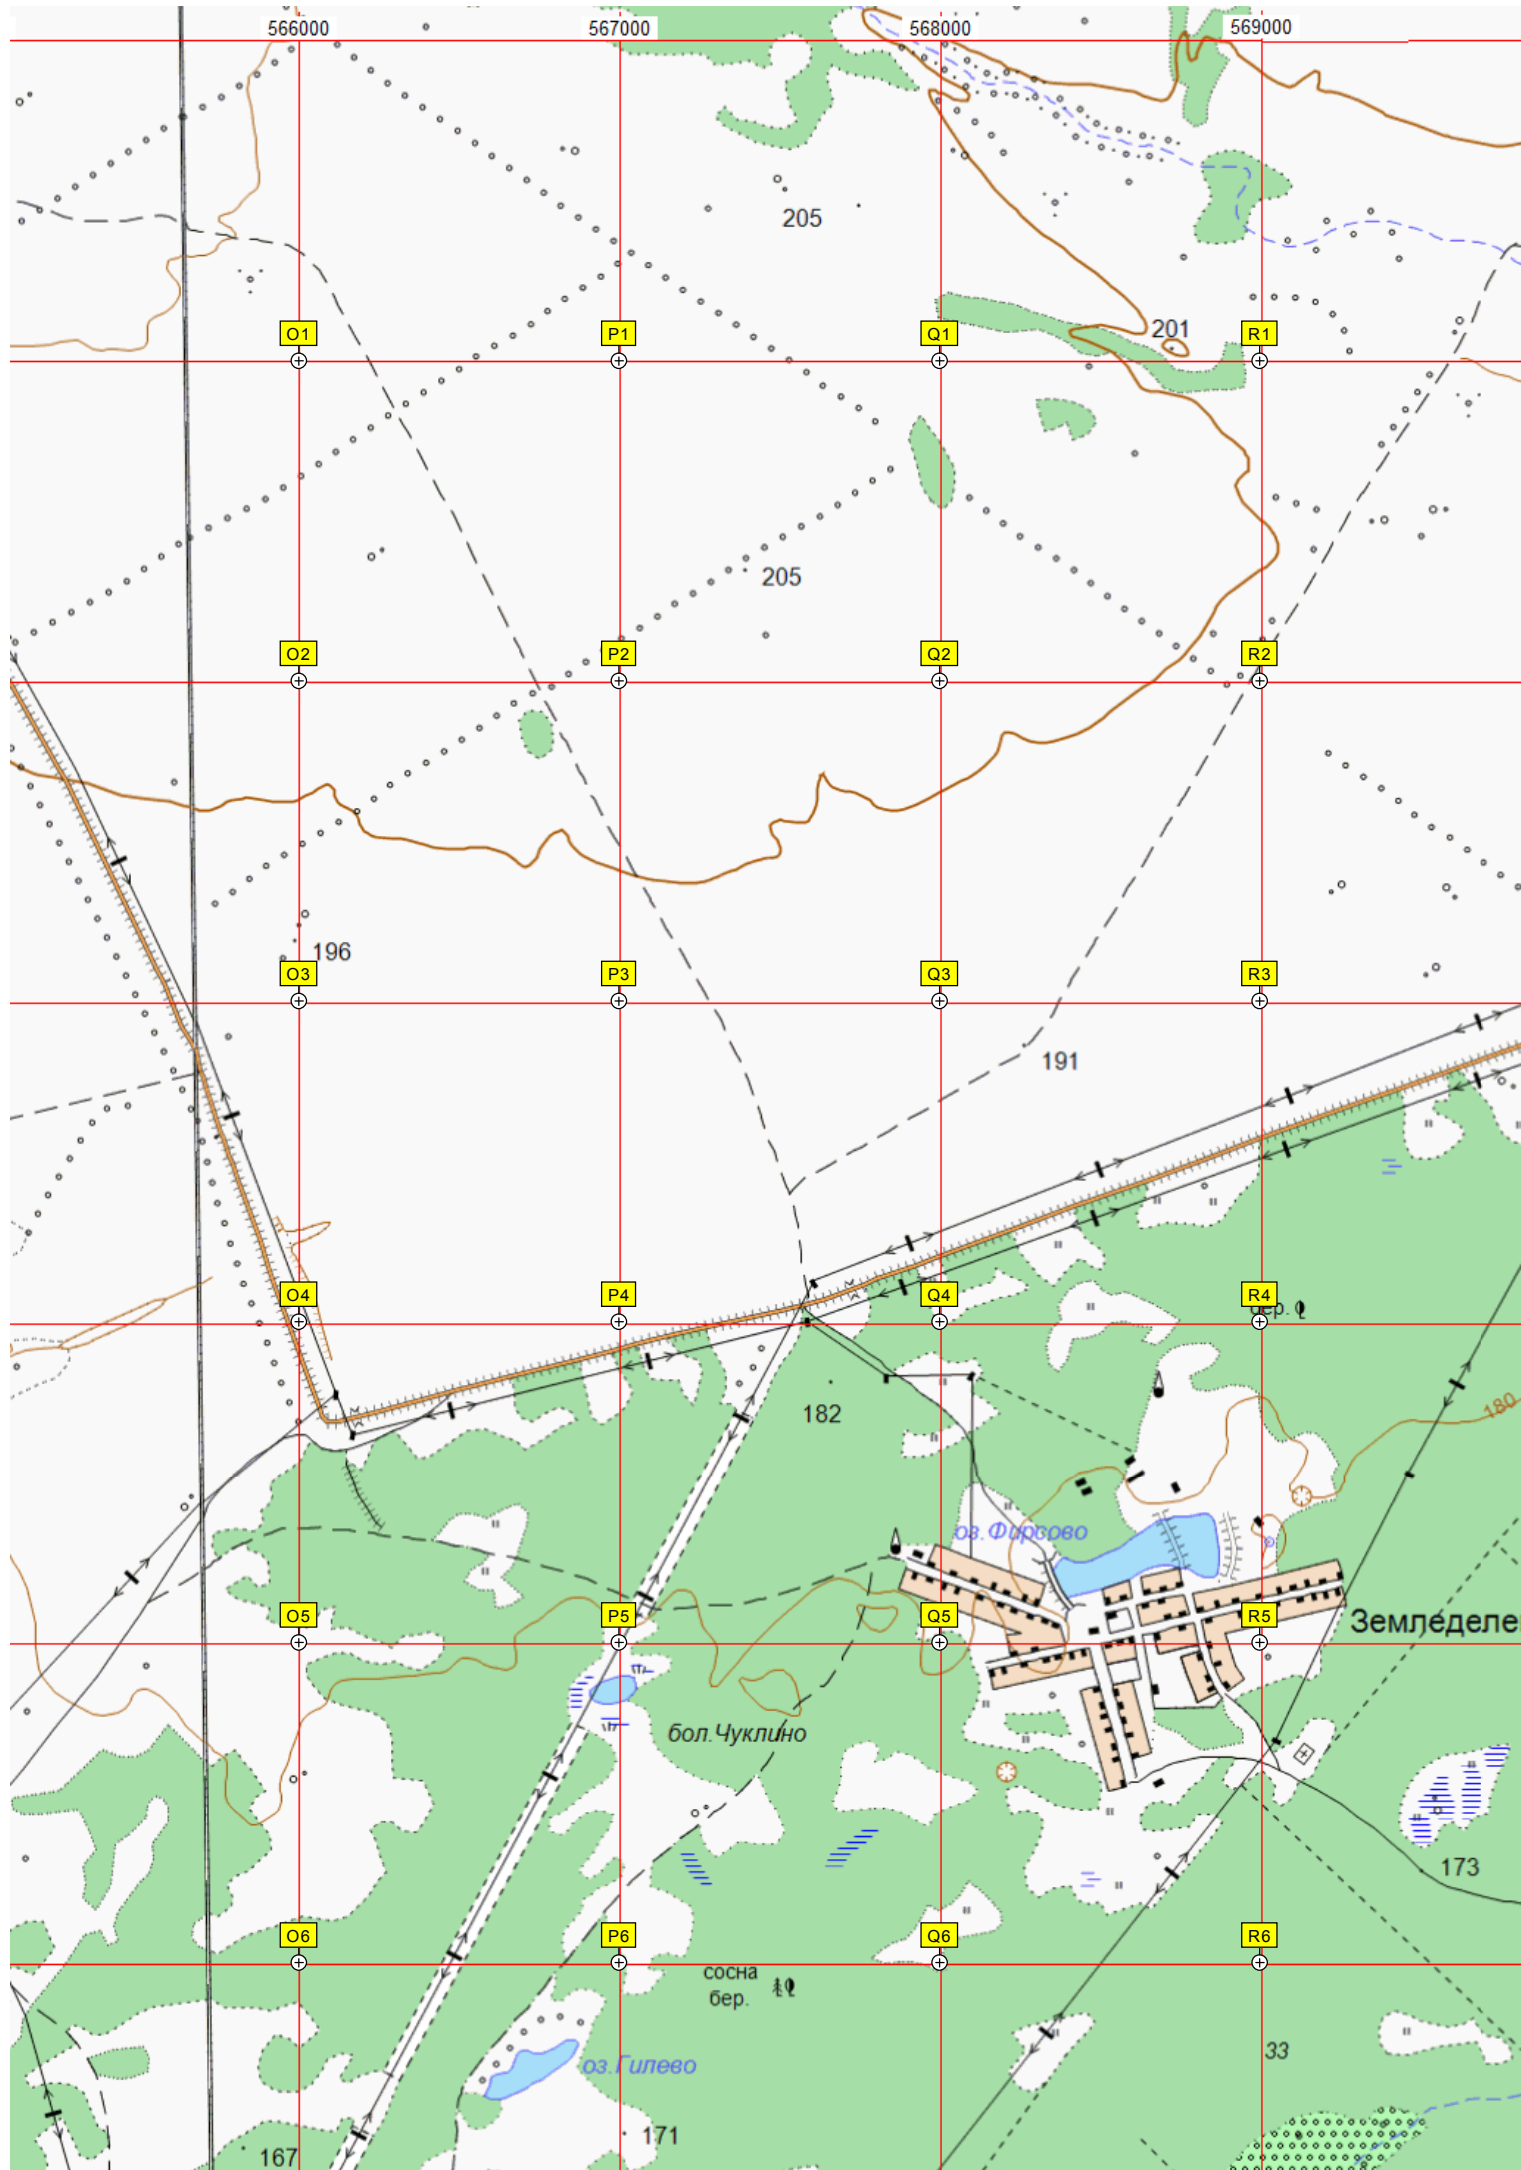 566000 567000 568000 569000
205
O1 P1 Q1 201 R1
205
O2 P2 Q2 R2
196
O3 P3 Q3 R3
191
O4 P4 Q4 R4
бер.
182
180
оз.Фирсово
O5 P5 Q5 R5
Земледеле
бол.Чуклино
173
O6 P6 Q6 R6
сосна
бер.
33
оз.Гилево
171
167